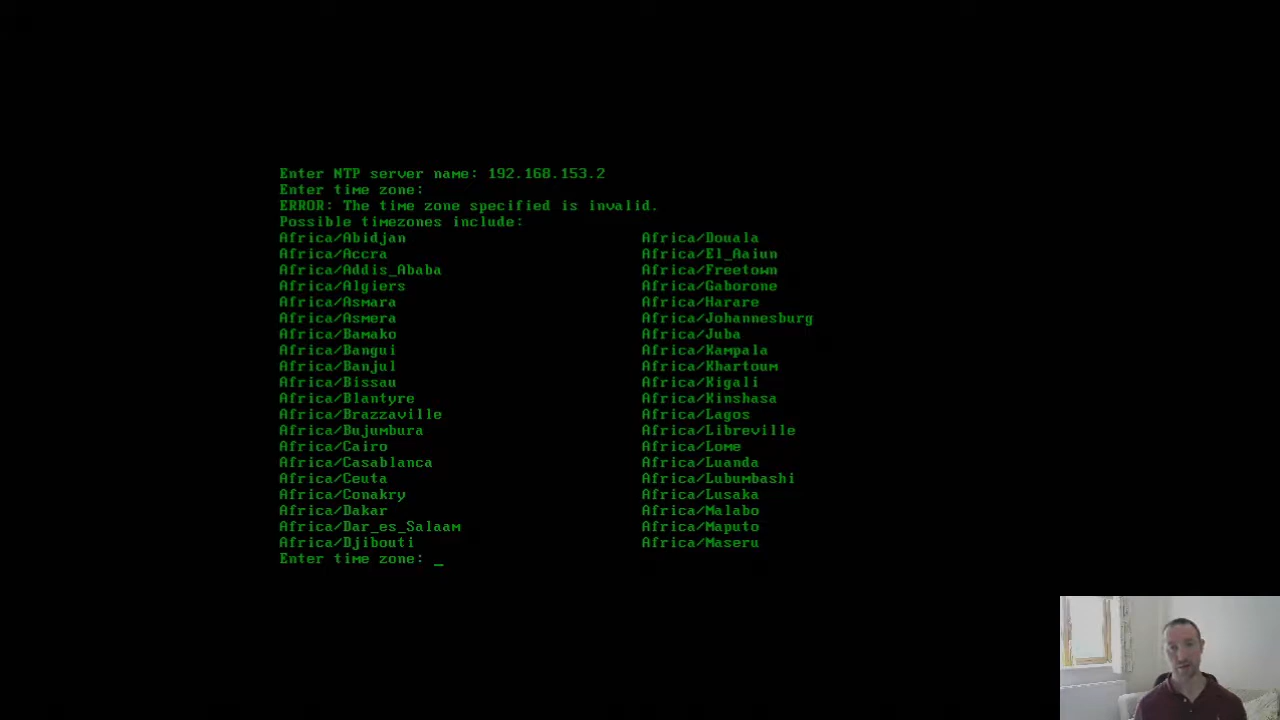 Enter NTP server name: 192.168.153.2
Enter time zone:
ERROR: The time zone specified is invalid.
Possible timezones include:
Africa/Abidjan Africa/Douala
Africa/Accra Africa/El_Aaiun
Africa/Addis_Ababa Africa/Freetown
Africa/Algiers Africa/Gaborone
Africa/Asmara Africa/Harare
Africa/Asmera Africa/Johannesburg
Africa/Bamako Africa/Juba
Africa/Bangui Africa/Kampala
Africa/Banjul Africa/Khartoum
Africa/Bissau Africa/Kigali
Africa/Blantyre Africa/Kinshasa
Africa/Brazzaville Africa/Lagos
Africa/Bujumbura Africa/Libreville
Africa/Cairo Africa/Lome
Africa/Casablanca Africa/Luanda
Africa/Ceuta Africa/Lubumbashi
Africa/Conakry Africa/Lusaka
Africa/Dakar Africa/Malabo
Africa/Dar_es_Salaam Africa/Maputo
Africa/Djibouti Africa/Maseru
Enter time zone: _